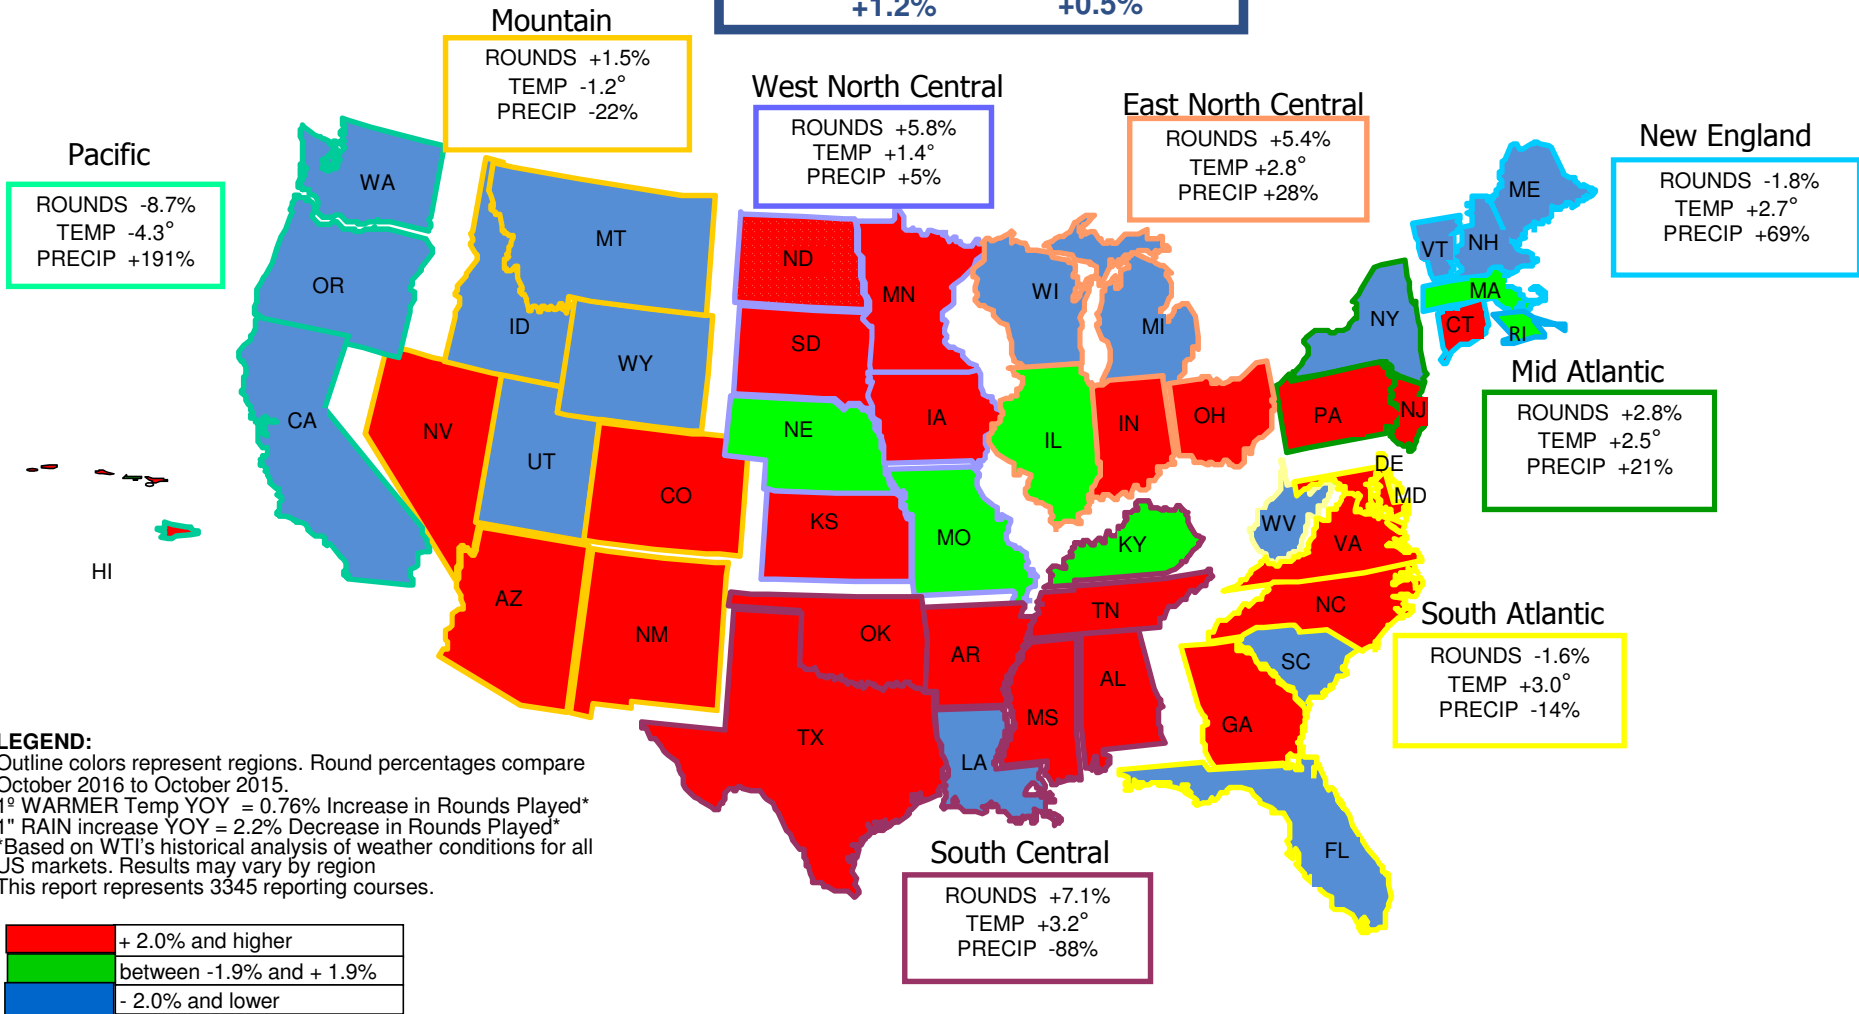 +1.2% +0.5%
Mountain
ROUNDS +1.5%
TEMP -1.2°
PRECIP -22%
West North Central
ROUNDS +5.8%
TEMP +1.4°
PRECIP +5%
East North Central
ROUNDS +5.4%
TEMP +2.8°
PRECIP +28%
New England
ROUNDS -1.8%
TEMP +2.7°
PRECIP +69%
Pacific
ROUNDS -8.7%
TEMP -4.3°
PRECIP +191%
Mid Atlantic
ROUNDS +2.8%
TEMP +2.5°
PRECIP +21%
South Atlantic
ROUNDS -1.6%
TEMP +3.0°
PRECIP -14%
South Central
ROUNDS +7.1%
TEMP +3.2°
PRECIP -88%
WA
OR
CA
HI
MT
ID
WY
NV
UT
CO
AZ
NM
ND
SD
NE
KS
MN
IA
MO
WI
MI
IL
IN
OH
KY
TN
OK
AR
TX
LA
MS
AL
ME
VT
NH
MA
CT
RI
NY
PA
NJ
DE
MD
WV
VA
NC
SC
GA
FL
LEGEND:
Outline colors represent regions. Round percentages compare
October 2016 to October 2015.
1º WARMER Temp YOY = 0.76% Increase in Rounds Played*
1" RAIN increase YOY = 2.2% Decrease in Rounds Played*
*Based on WTI's historical analysis of weather conditions for all
US markets. Results may vary by region
This report represents 3345 reporting courses.
+ 2.0% and higher
between -1.9% and + 1.9%
- 2.0% and lower